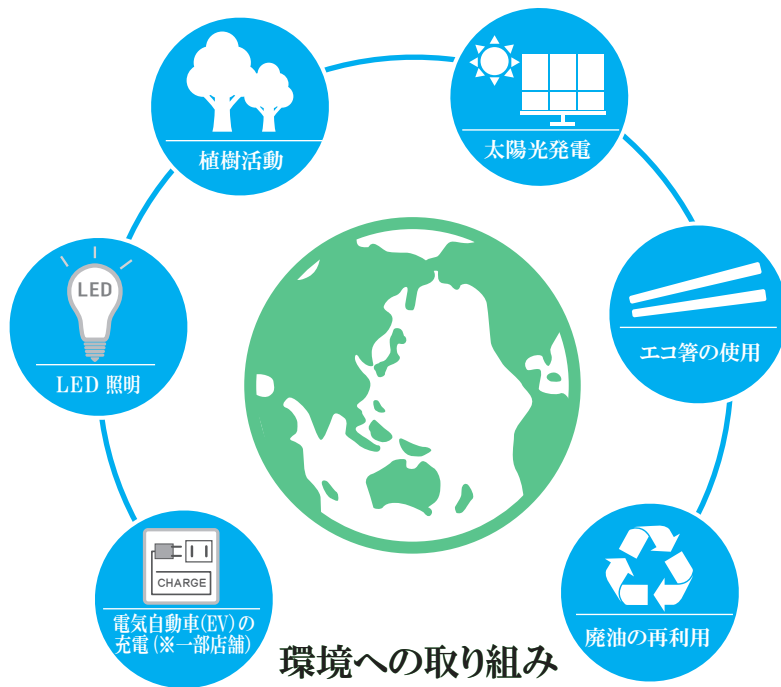 植樹活動
太陽光発電
LED
LED 照明
エコ箸の使用
CHARGE
電気自動車(EV)の
充電(※一部店舗)
廃油の再利用
環境への取り組み